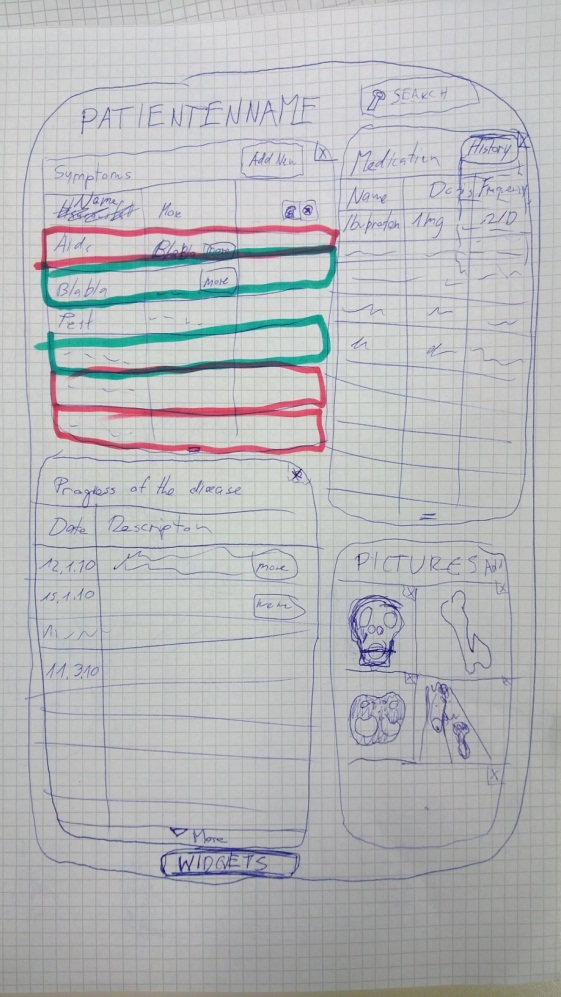 PATIENTENNAME
SEARCH
Symptoms
Add New
X
Name
More
Aids
Blabla
more
Blabla
More
Pest
Medication
History
X
Name
Dosis
Frequency
Ibuprofen
1mg
2/D
Progress of the disease
X
Date
Description
12.1.10
more
15.1.10
more
11.3.10
More
PICTURES
Add
X
X
X
X
X
WIDGETS